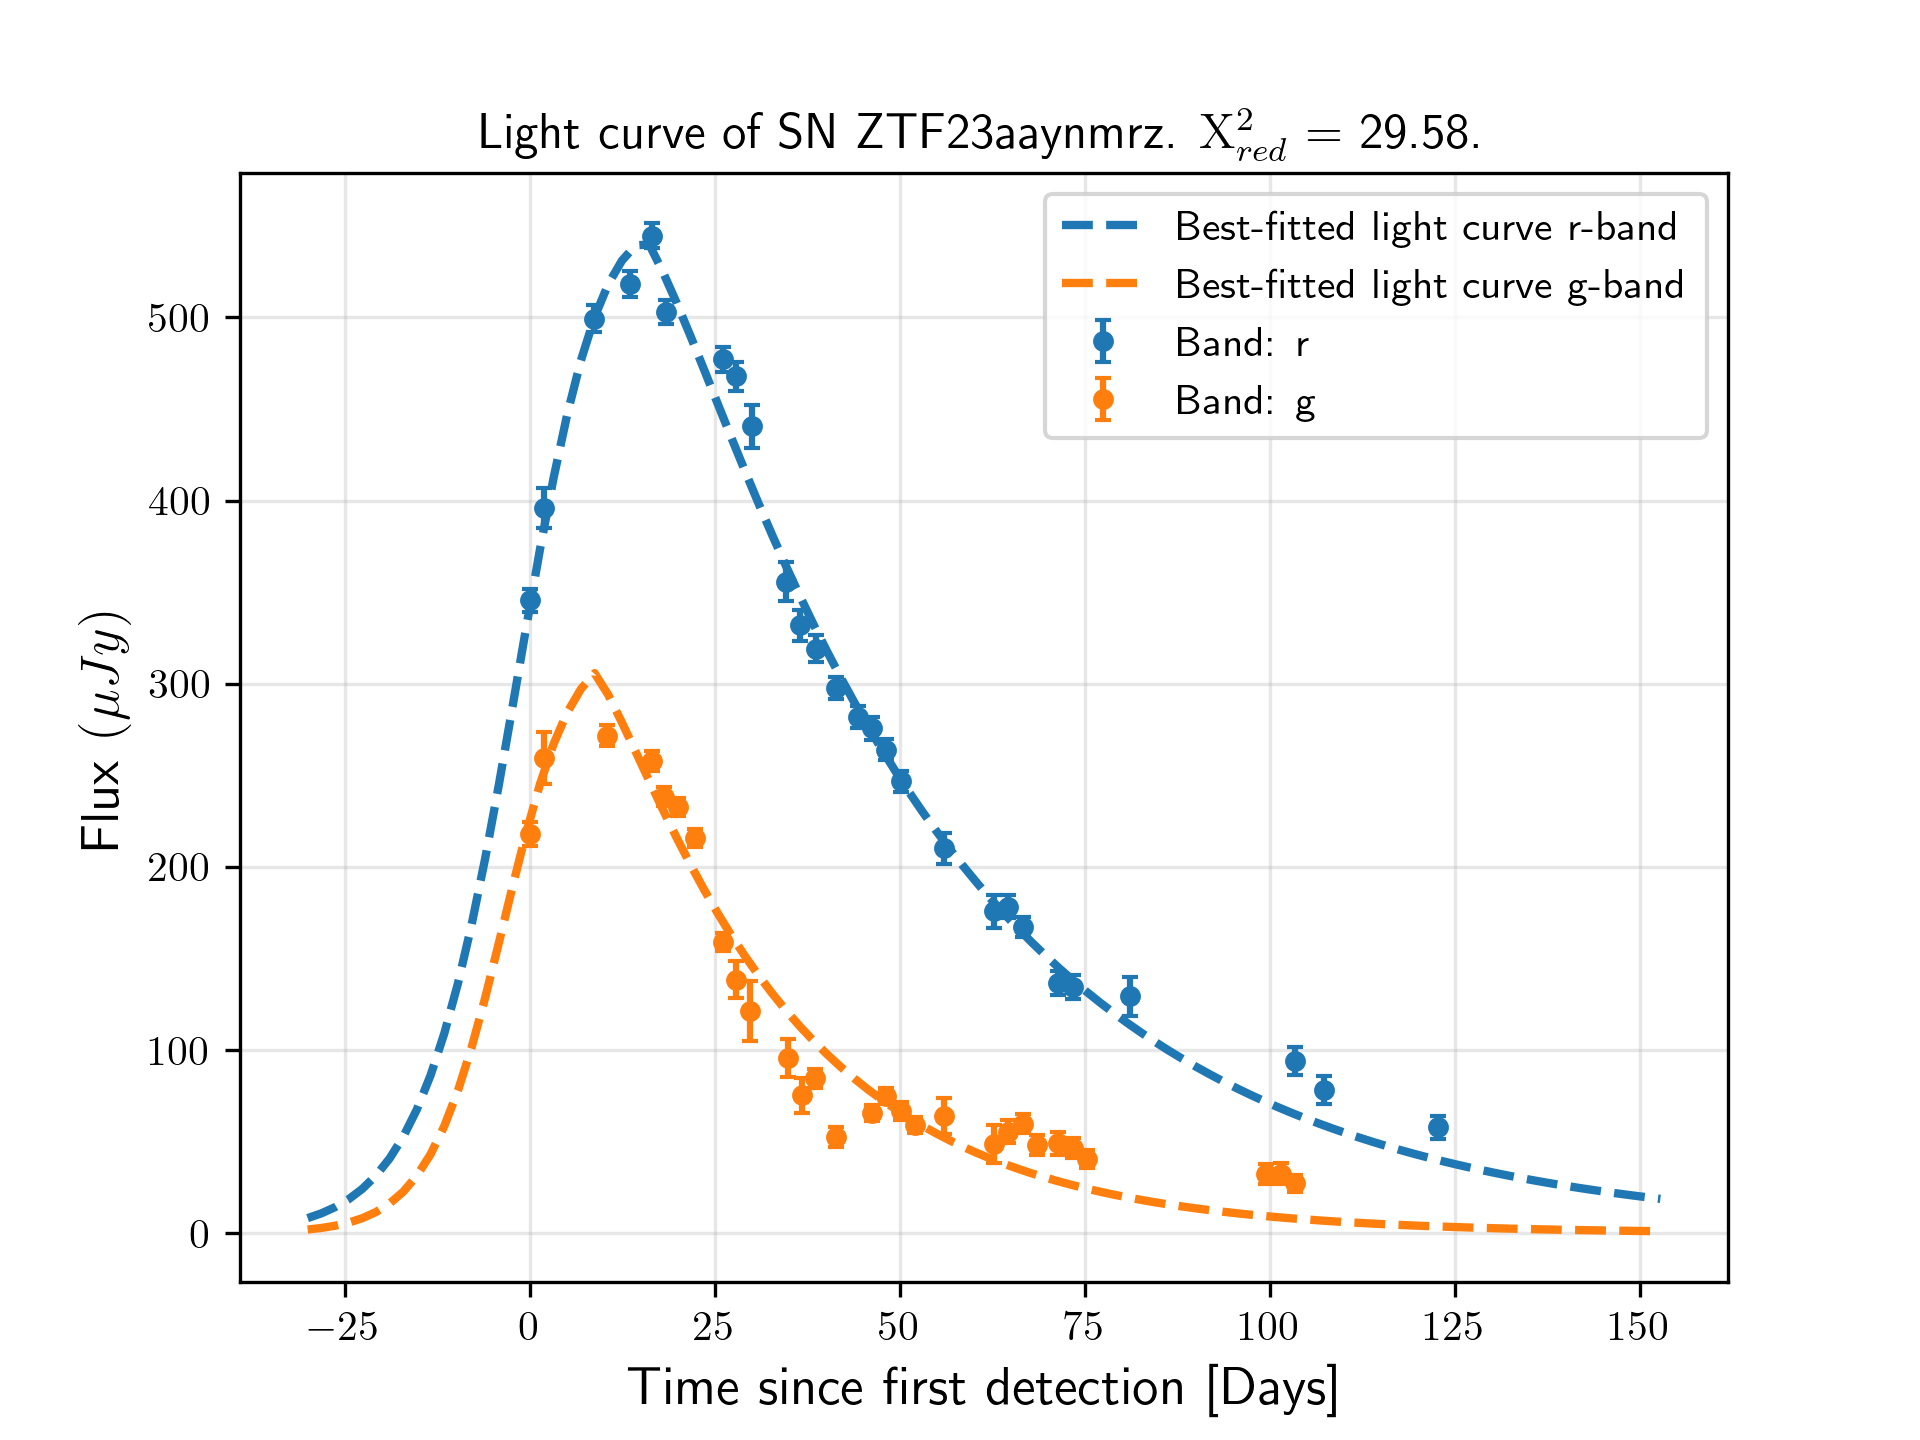 Light curve of SN ZTF23aaynmrz. X²_red = 29.58.
Best-fitted light curve r-band
Best-fitted light curve g-band
Band: r
Band: g
Flux (μJy)
500
400
300
200
100
0
−25 0 25 50 75 100 125 150
Time since first detection [Days]